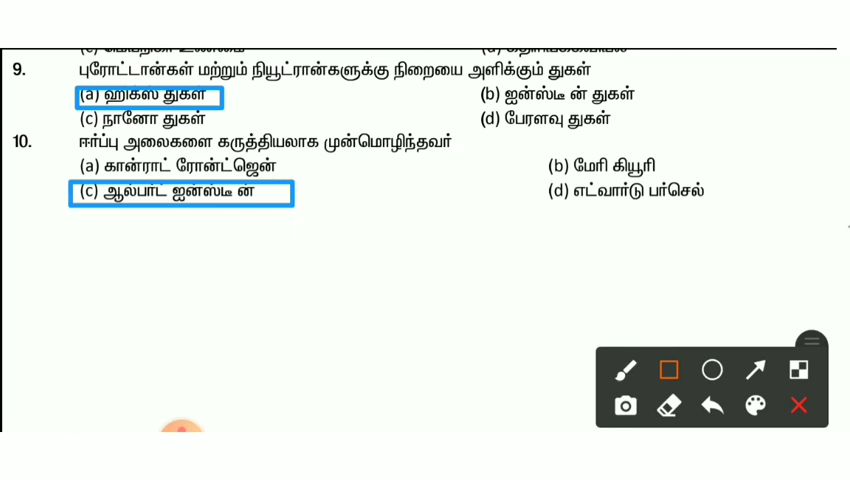 9. புரோட்டான்கள் மற்றும் நியூட்ரான்களுக்கு நிறையை அளிக்கும் துகள்
(a) ஹிக்ஸ் துகள் (b) ஐன்ஸ்டீ ன் துகள்
(c) நானோ துகள் (d) பேரளவு துகள்
10. ஈர்ப்பு அலைகளை கருத்தியலாக முன்மொழிந்தவர்
(a) கான்ராட் ரோன்ட்ஜென் (b) மேரி கியூரி
(c) ஆல்பர்ட் ஐன்ஸ்டீ ன் (d) எட்வார்டு பர்செல்